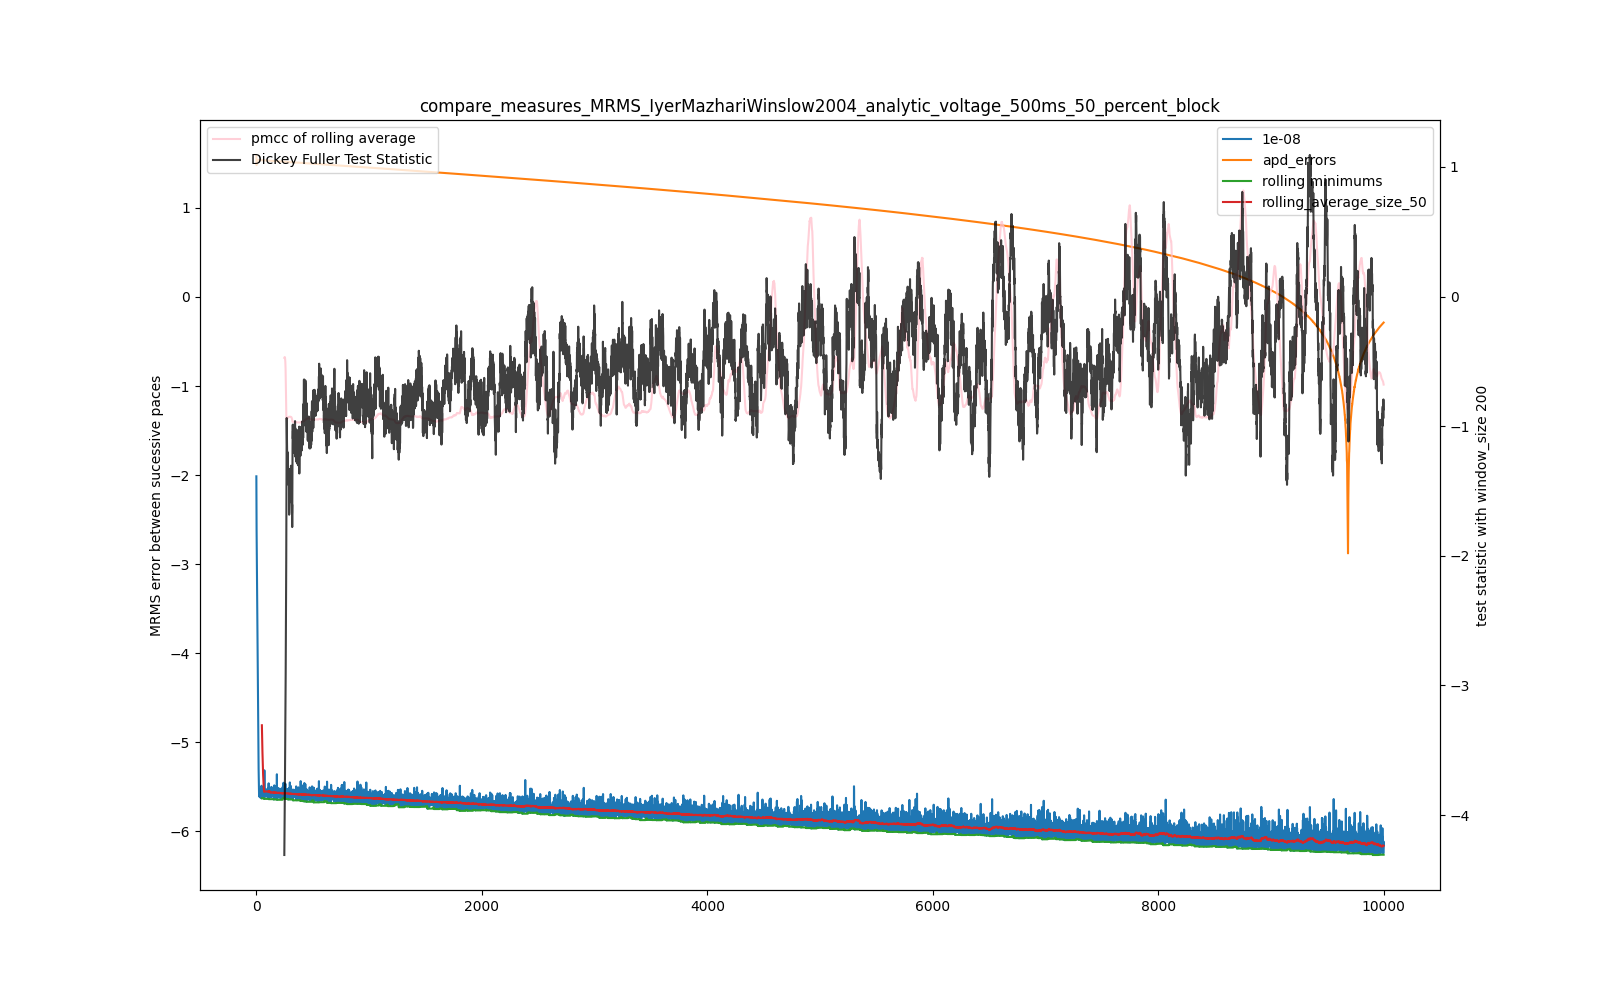 compare_measures_MRMS_IyerMazhariWinslow2004_analytic_voltage_500ms_50_percent_block
pmcc of rolling average
Dickey Fuller Test Statistic
1e-08
apd_errors
rolling minimums
rolling_average_size_50
MRMS error between sucessive paces
1
0
−1
−2
−3
−4
−5
−6
1
0
−1
−2
−3
−4
test statistic with window_size 200
0
2000
4000
6000
8000
10000